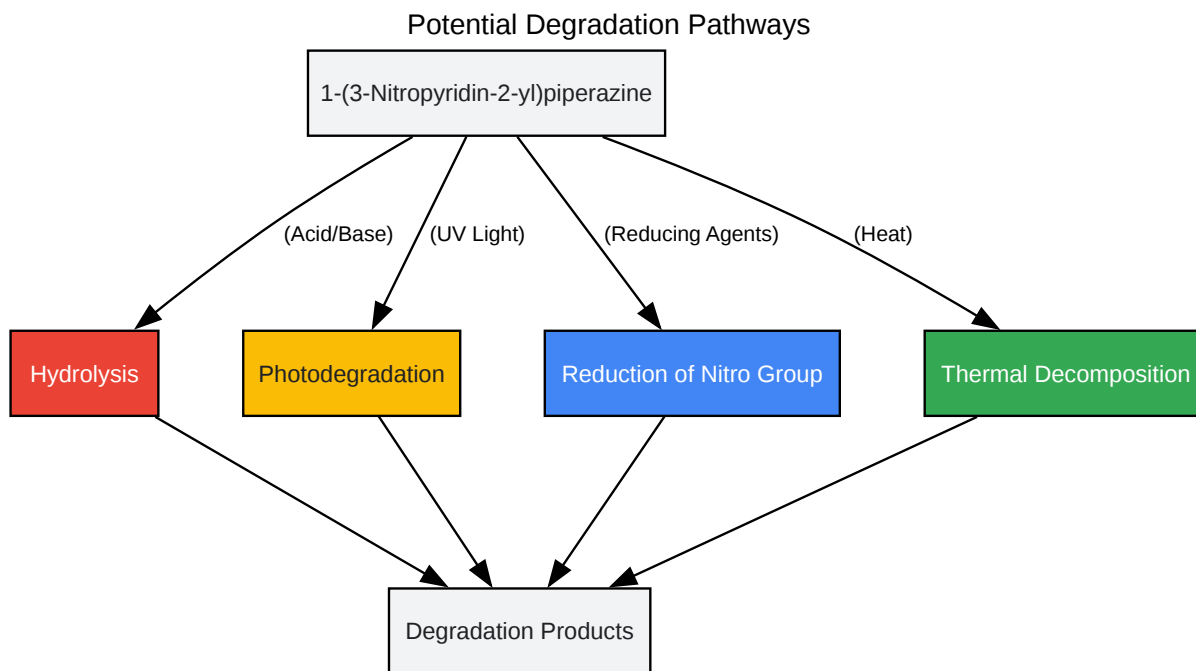 Potential Degradation Pathways
1-(3-Nitropyridin-2-yl)piperazine
(Acid/Base)
(UV Light)
(Reducing Agents)
(Heat)
Hydrolysis
Photodegradation
Reduction of Nitro Group
Thermal Decomposition
Degradation Products